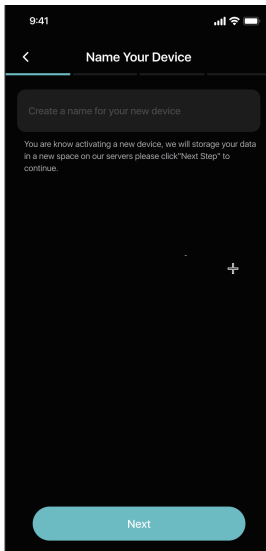 9:41
Name Your Device
Create a name for your new device
You are know activating a new device, we will storage your data
in a new space on our servers please click"Next Step" to
continue.
Next